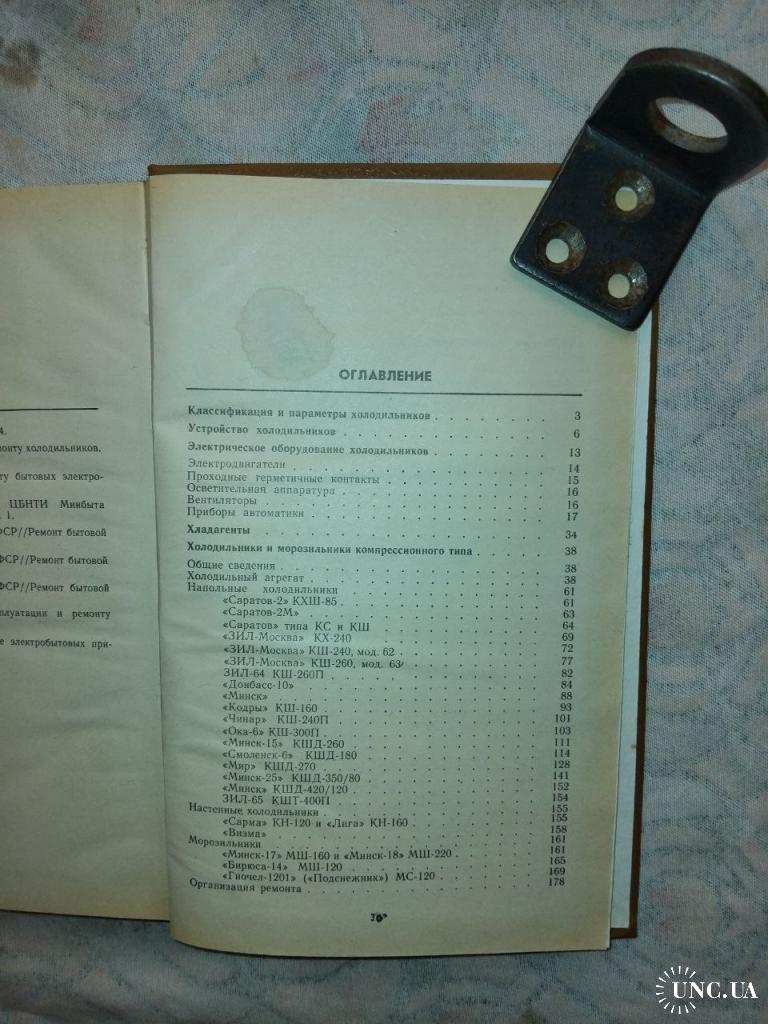 4.
онту холодильников.
ту бытовых электро-
ЦБНТИ Минбыта
1.
ФСР//Ремонт бытовой
ФСР//Ремонт бытовой
ФСР//Ремонт бытовой
плуатации и ремонту
е электробытовых при-
ОГЛАВЛЕНИЕ
Классификация и параметры холодильников . . . . . . . . 3
Устройство холодильников . . . . . . . . 6
Электрическое оборудование холодильников . . . . . . . . 13
Электродвигатели . . . . . . . . 14
Проходные герметичные контакты . . . . . . . . 15
Осветительная аппаратура . . . . . . . . 16
Вентиляторы . . . . . . . . 16
Приборы автоматики . . . . . . . . 17
Хладагенты . . . . . . . . 34
Холодильники и морозильники компрессионного типа . . . . . . . . 38
Общие сведения . . . . . . . . 38
Холодильный агрегат . . . . . . . . 38
Напольные холодильники . . . . . . . . 61
«Саратов-2» КХШ-85 . . . . . . . . 61
«Саратов-2М» . . . . . . . . 63
«Саратов» типа КС и КШ . . . . . . . . 64
«ЗИЛ-Москва» КХ-240 . . . . . . . . 69
«ЗИЛ-Москва» КШ-240, мод. 62 . . . . . . . . 72
«ЗИЛ-Москва» КШ-260, мод. 63 . . . . . . . . 77
ЗИЛ-64 КШ-260П . . . . . . . . 82
«Донбасс-10» . . . . . . . . 84
«Минск» . . . . . . . . 88
«Кодры» КШ-160 . . . . . . . . 93
«Чинар» КШ-240П . . . . . . . . 101
«Ока-6» КШ-300П . . . . . . . . 103
«Минск-15» КШД-260 . . . . . . . . 111
«Смоленск-6» КШД-180 . . . . . . . . 114
«Мир» КШД-270 . . . . . . . . 128
«Минск-25» КШД-350/80 . . . . . . . . 141
«Минск» КШД-420/120 . . . . . . . . 152
ЗИЛ-65 КШТ-400П . . . . . . . . 154
Настенные холодильники . . . . . . . . 155
«Сарма» КН-120 и «Лига» КН-160 . . . . . . . . 155
«Визма» . . . . . . . . 158
Морозильники . . . . . . . . 161
«Минск-17» МШ-160 и «Минск-18» МШ-220 . . . . . . . . 161
«Бирюса-14» МШ-120 . . . . . . . . 165
«Гиочел-1201» («Подснежник») МС-120 . . . . . . . . 169
Организация ремонта . . . . . . . . 178
UNC.UA